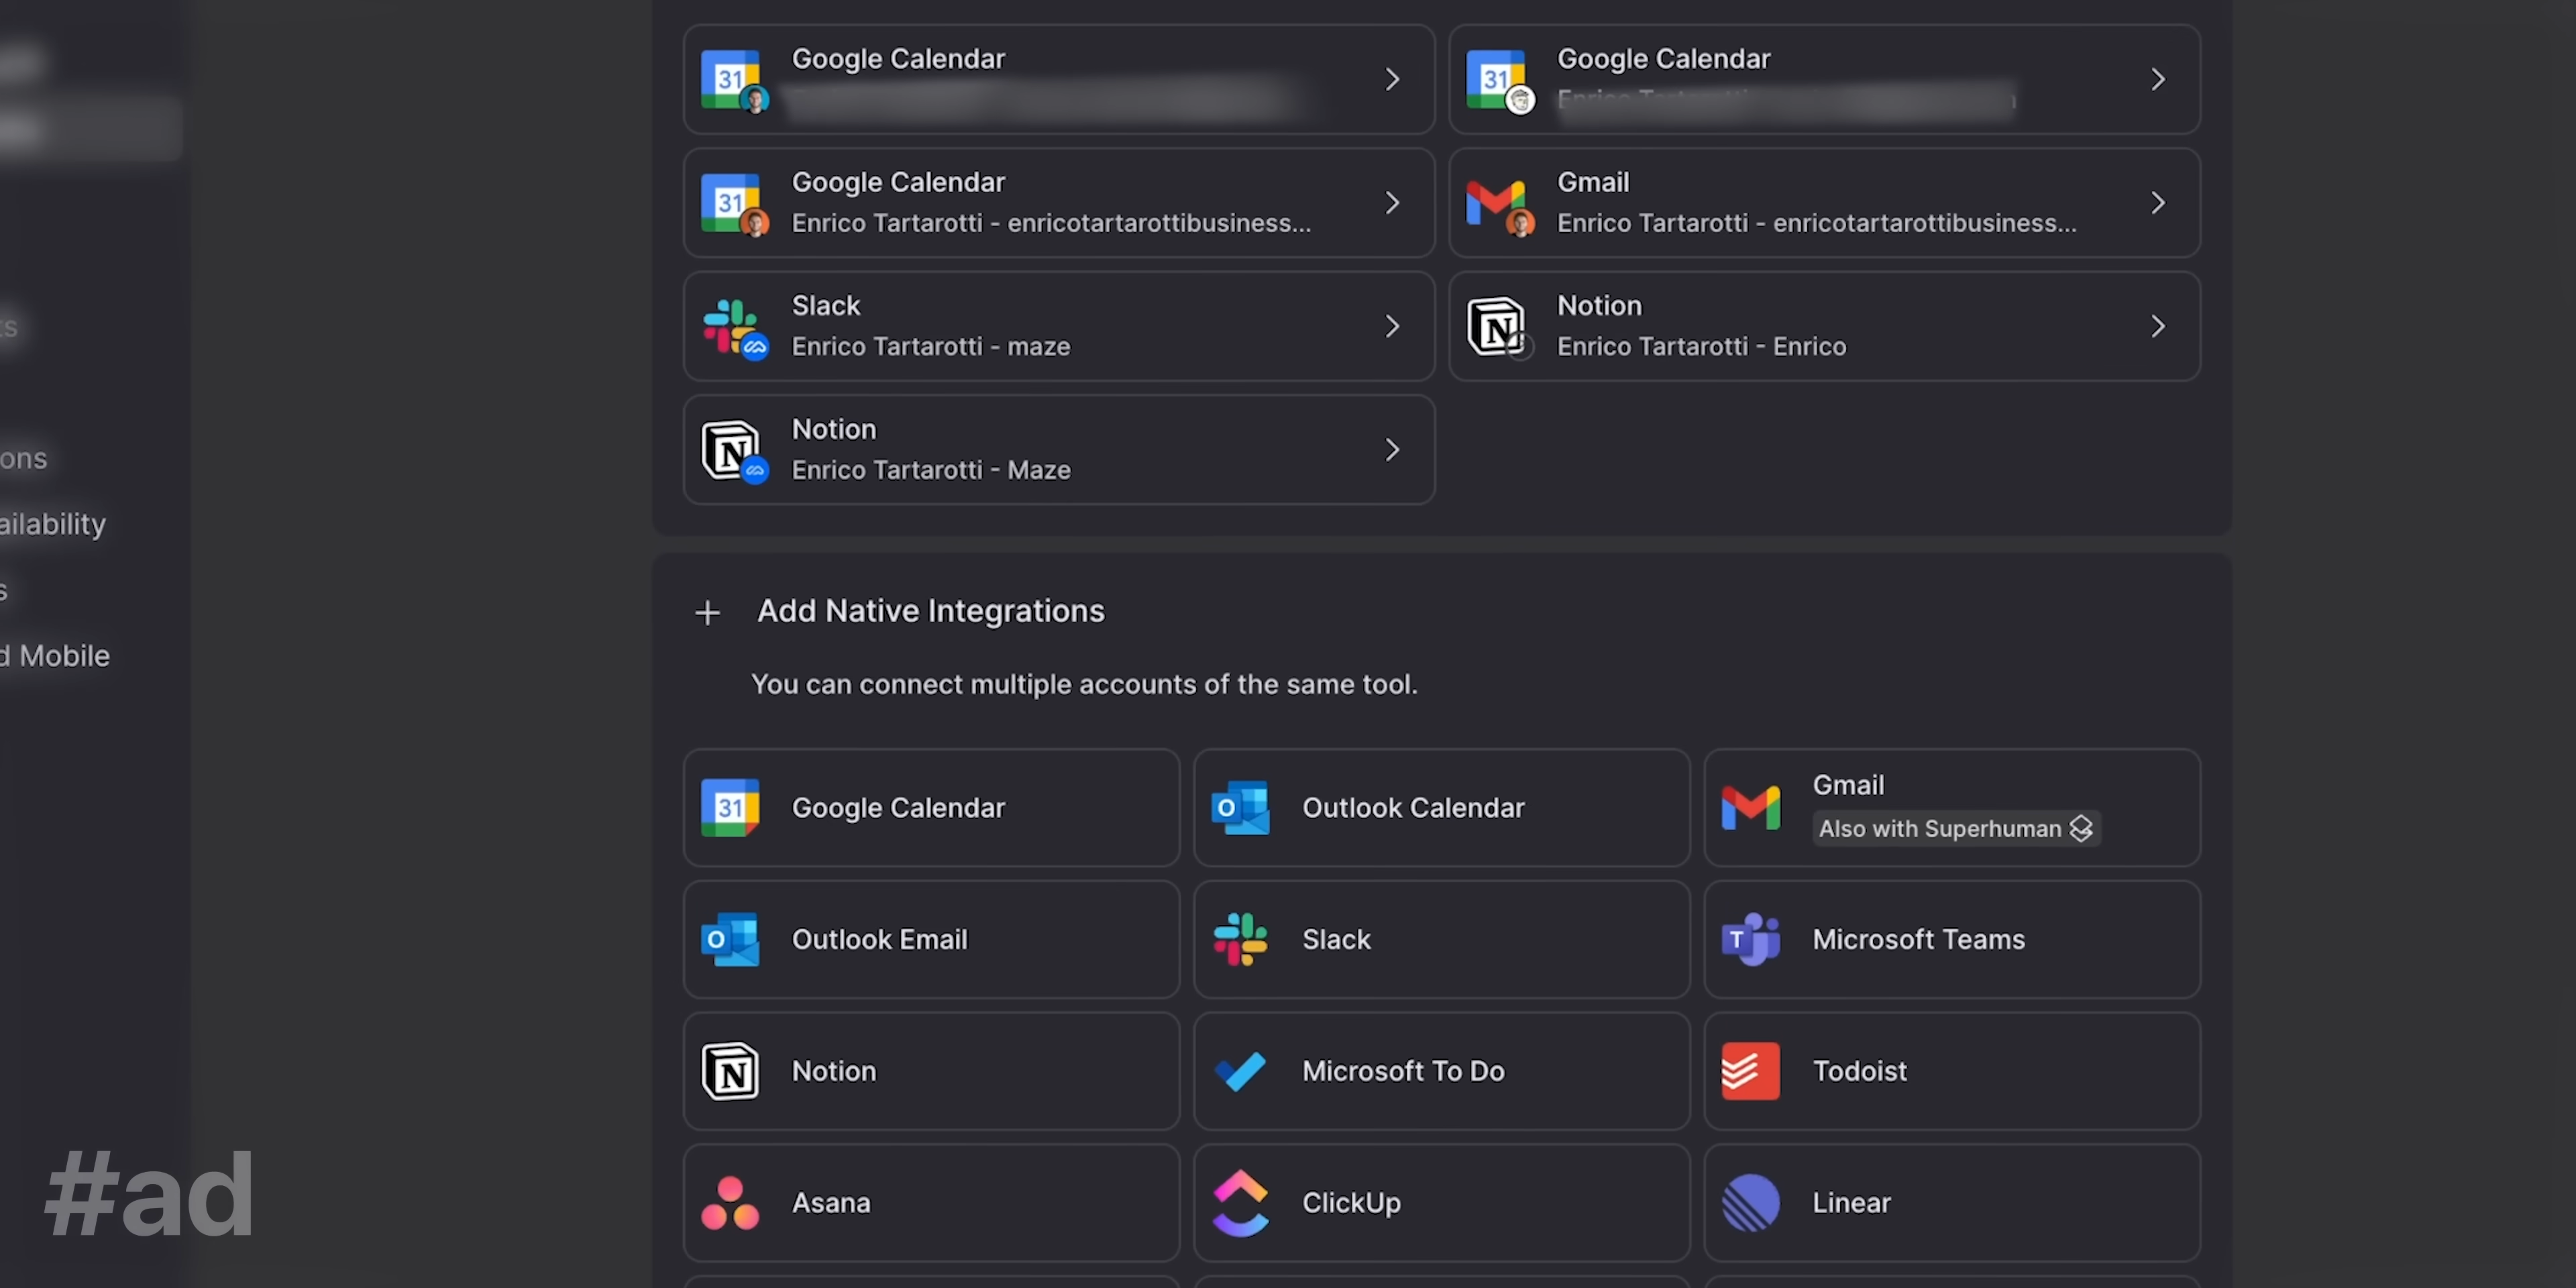 Google Calendar
Google Calendar
Google Calendar
Enrico Tartarotti - enricotartarottibusiness...
Gmail
Enrico Tartarotti - enricotartarottibusiness...
Slack
Enrico Tartarotti - maze
Notion
Enrico Tartarotti - Enrico
Notion
Enrico Tartarotti - Maze
ons
ailability
s
d Mobile
+ Add Native Integrations
You can connect multiple accounts of the same tool.
Google Calendar
Outlook Calendar
Gmail
Also with Superhuman
Outlook Email
Slack
Microsoft Teams
Notion
Microsoft To Do
Todoist
Asana
ClickUp
Linear
#ad